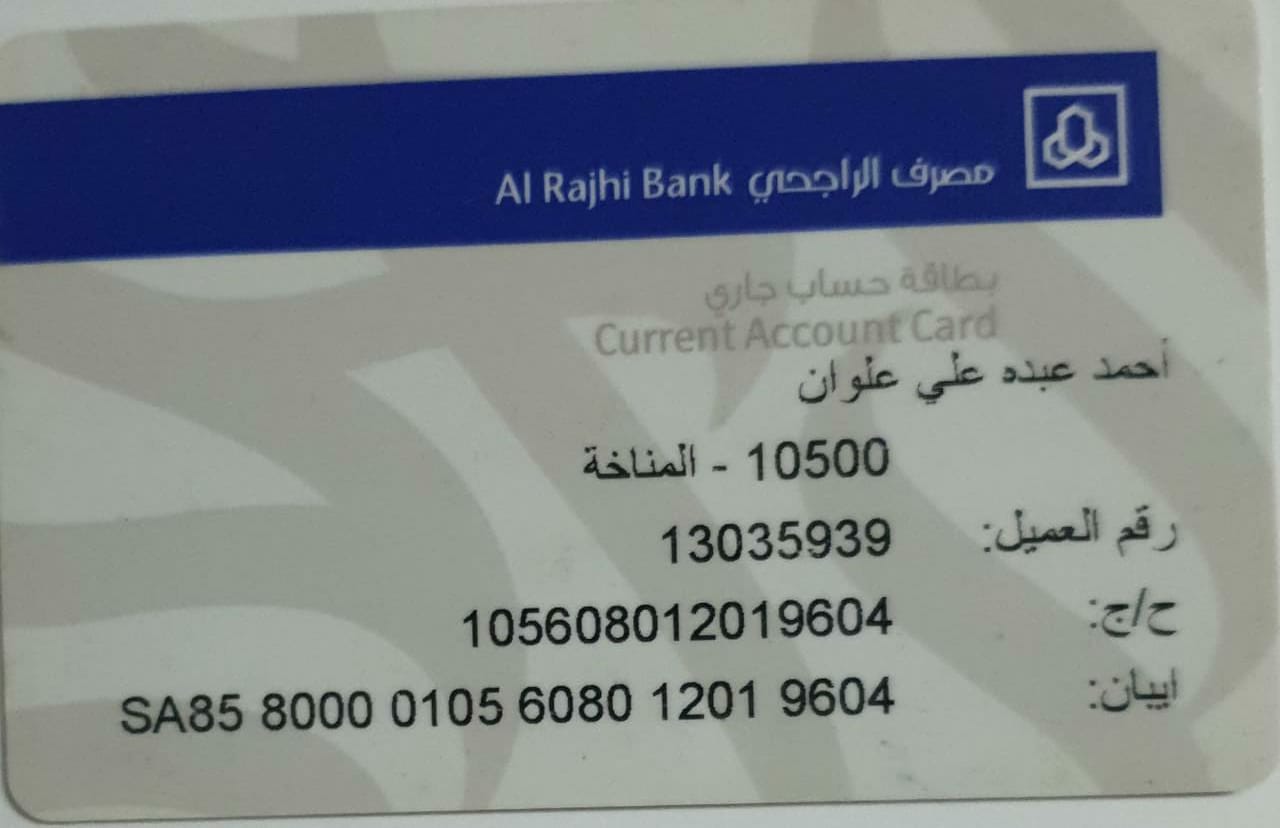 Al Rajhi Bank مصرف الراجحي
بطاقة حساب جاري
Current Account Card
أحمد عبده علي علوان
10500 - المناخة
رقم العميل: 13035939
ح/ج: 105608012019604
ايبان: SA85 8000 0105 6080 1201 9604